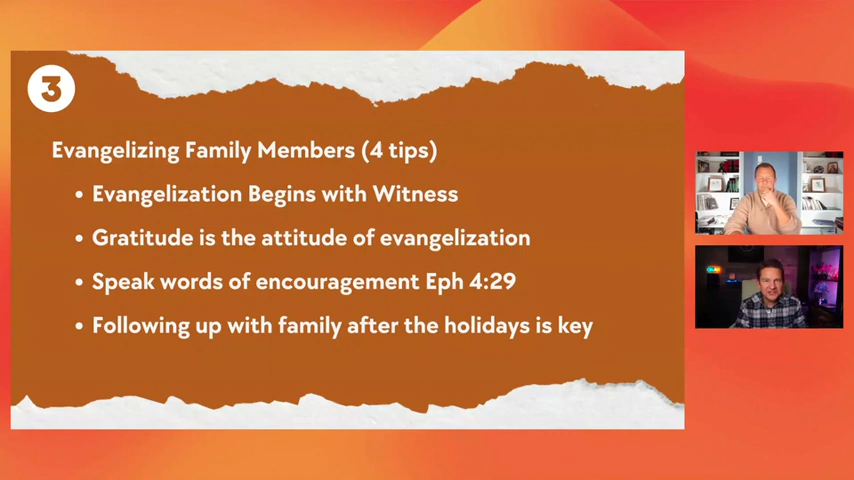 3
Evangelizing Family Members (4 tips)
• Evangelization Begins with Witness
• Gratitude is the attitude of evangelization
• Speak words of encouragement Eph 4:29
• Following up with family after the holidays is key